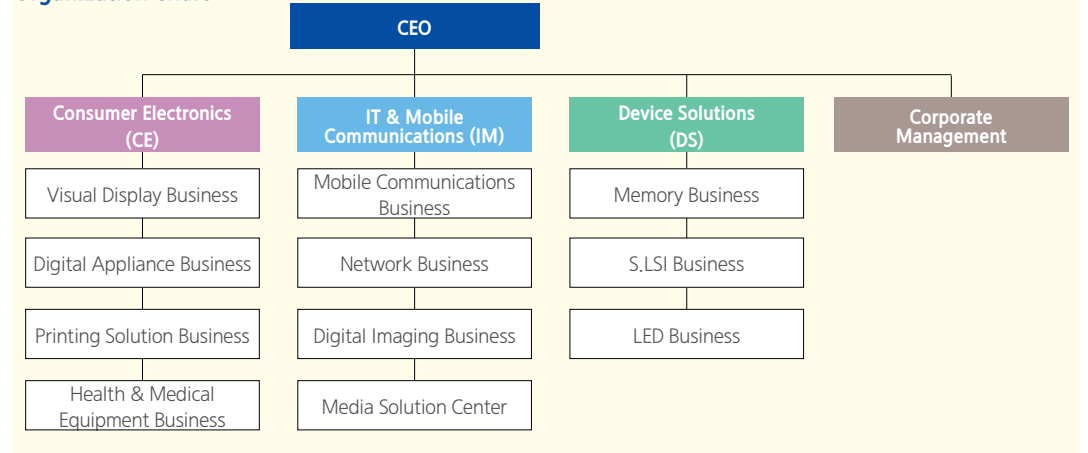 Organization Chart
CEO
Consumer Electronics
(CE)
IT & Mobile
Communications (IM)
Device Solutions
(DS)
Corporate
Management
Visual Display Business
Mobile Communications
Business
Memory Business
Digital Appliance Business
Network Business
S.LSI Business
Printing Solution Business
Digital Imaging Business
LED Business
Health & Medical
Equipment Business
Media Solution Center